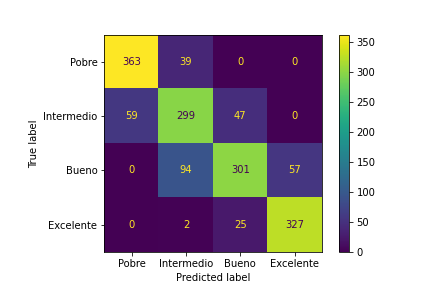 Pobre 363 39 0 0
Intermedio 59 299 47 0
Bueno 0 94 301 57
Excelente 0 2 25 327
Pobre Intermedio Bueno Excelente
Predicted label
True label
350
300
250
200
150
100
50
0